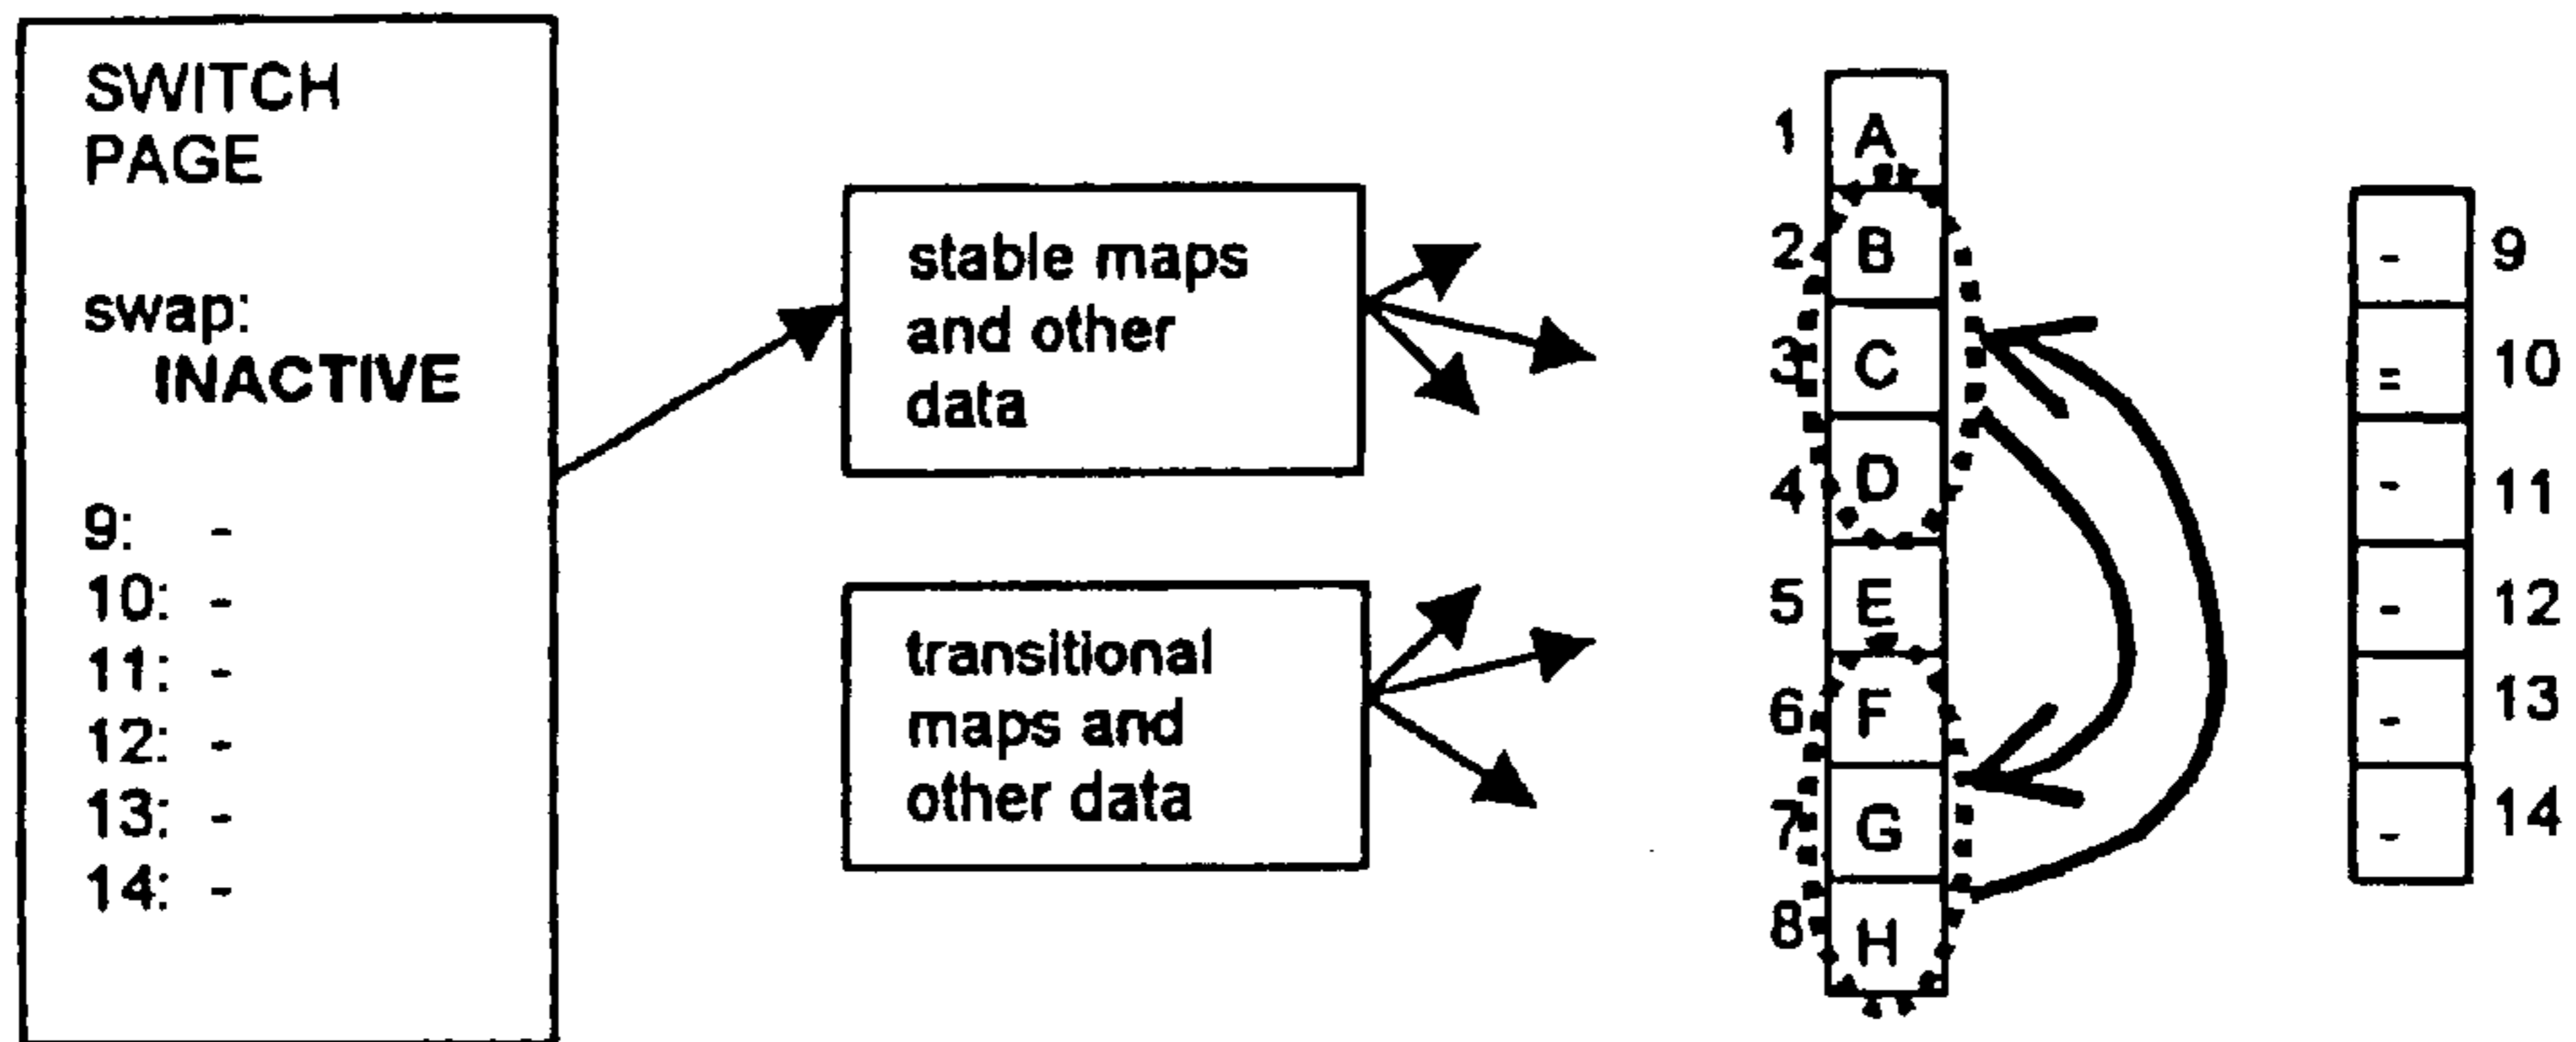 SWITCH
PAGE
swap:
INACTIVE
9: -
10: -
11: -
12: -
13: -
14: -
stable maps
and other
data
transitional
maps and
other data
1 A
2 B
3 C
4 D
5 E
6 F
7 G
8 H
- 9
= 10
- 11
- 12
- 13
- 14